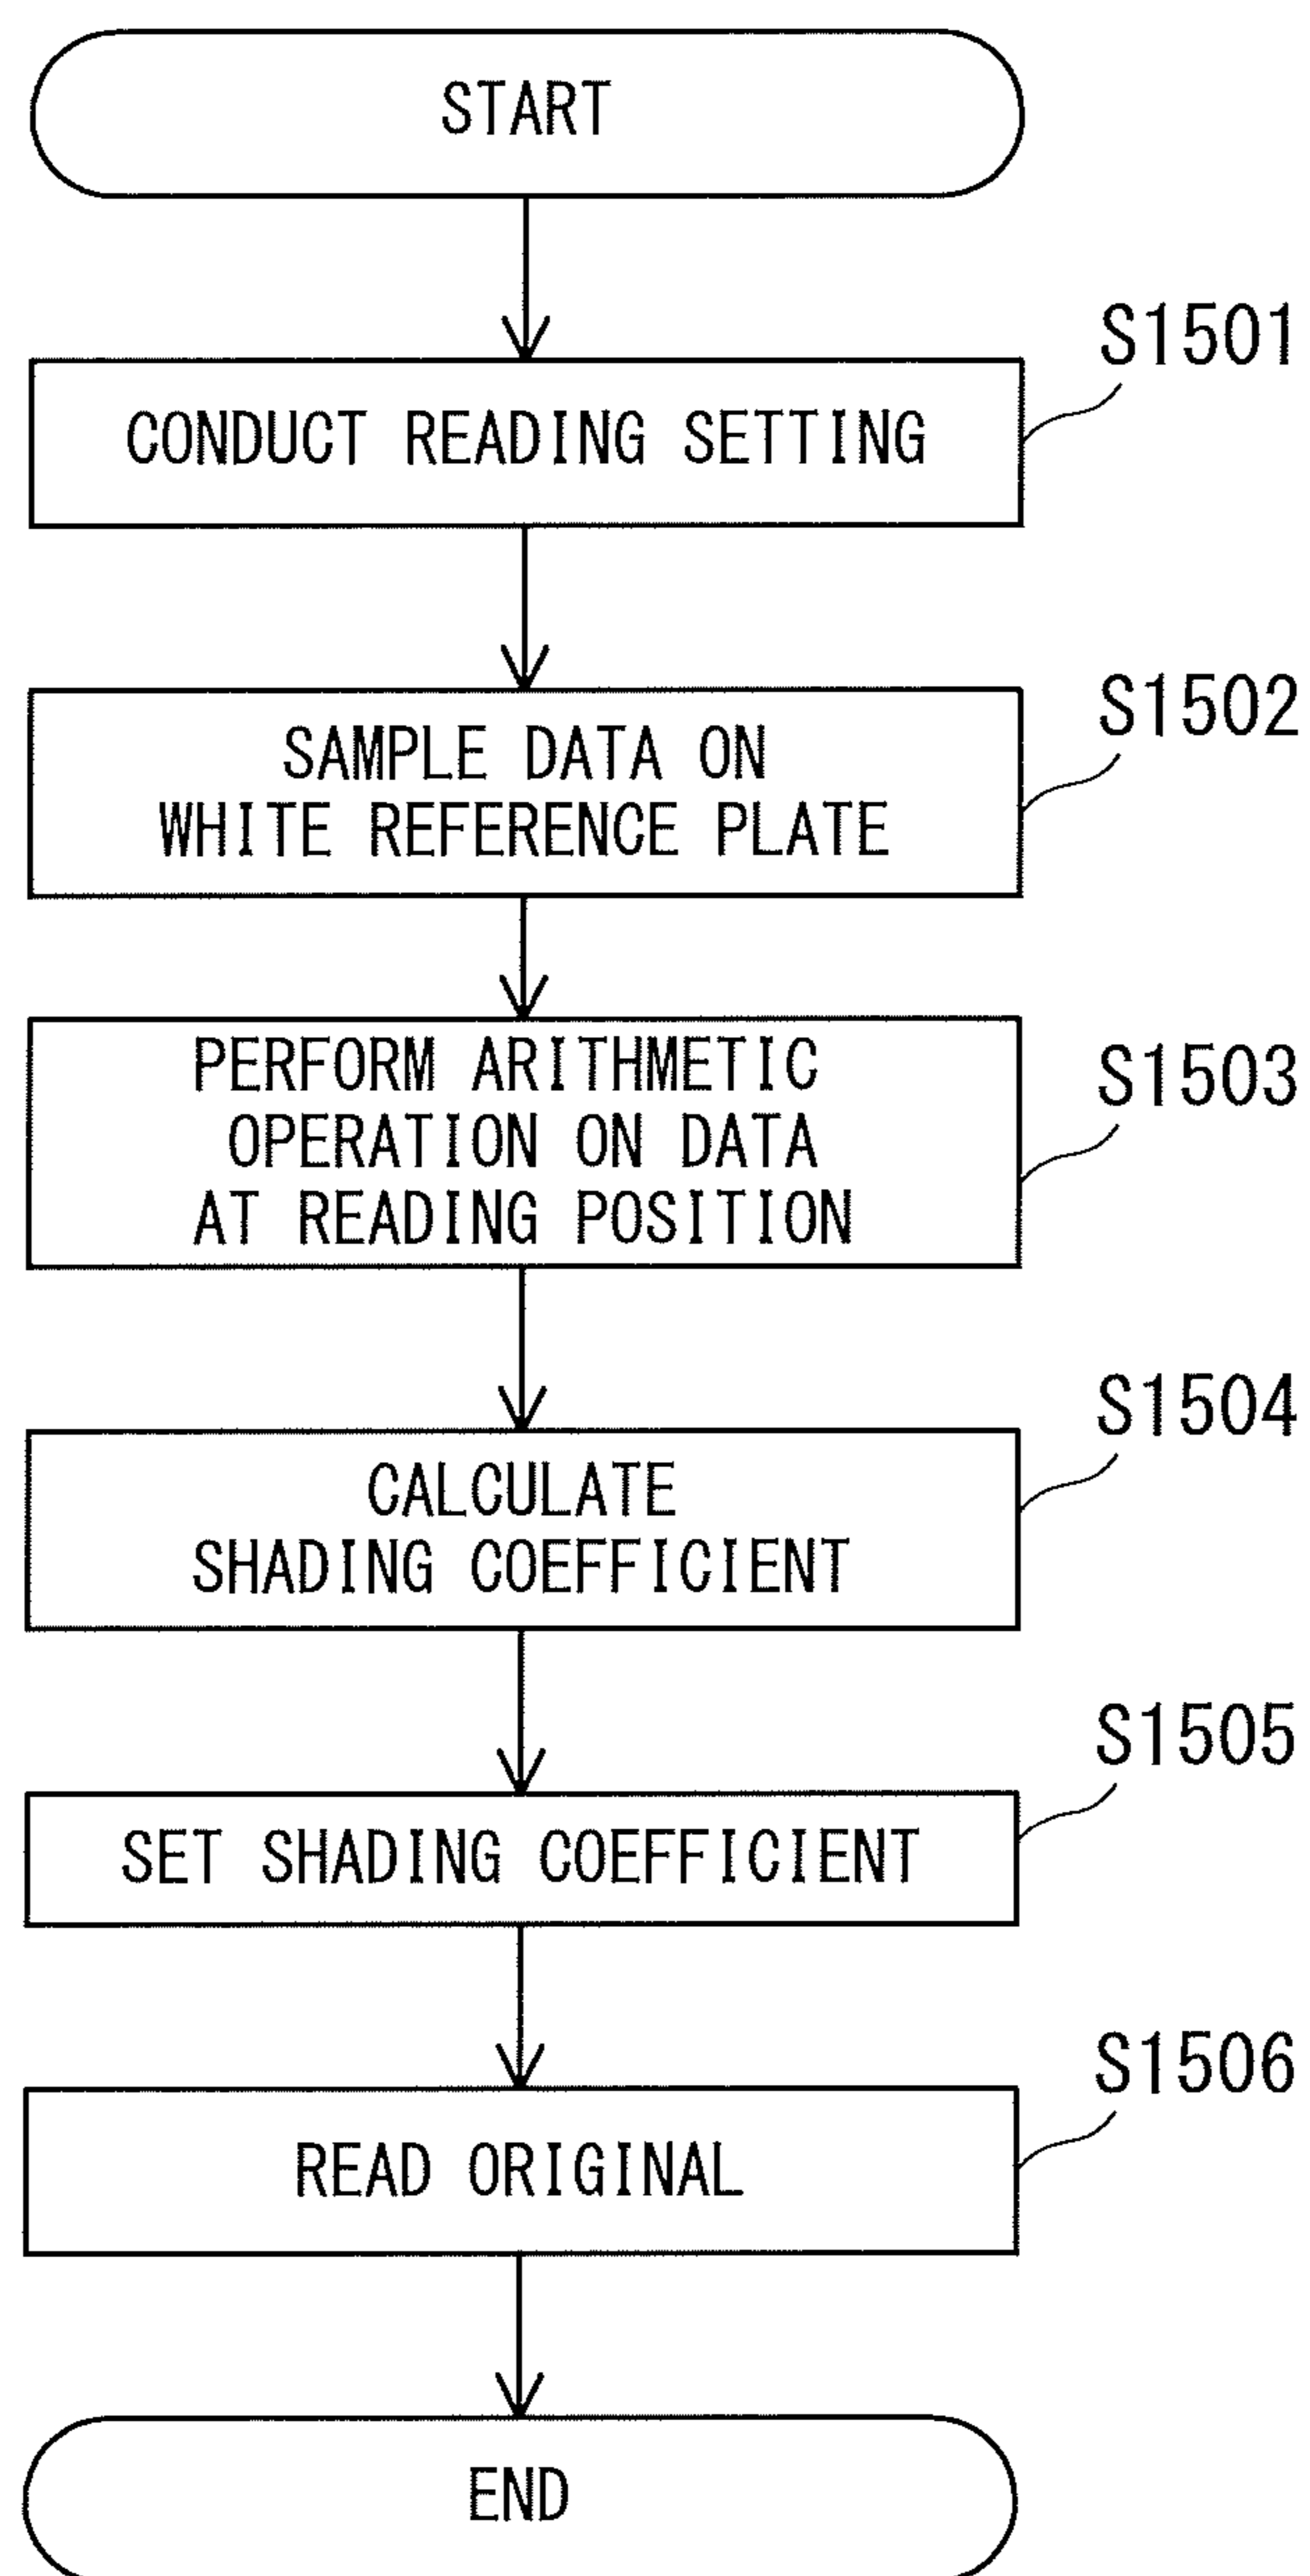 START
S1501
CONDUCT READING SETTING
S1502
SAMPLE DATA ON
WHITE REFERENCE PLATE
S1503
PERFORM ARITHMETIC
OPERATION ON DATA
AT READING POSITION
S1504
CALCULATE
SHADING COEFFICIENT
S1505
SET SHADING COEFFICIENT
S1506
READ ORIGINAL
END